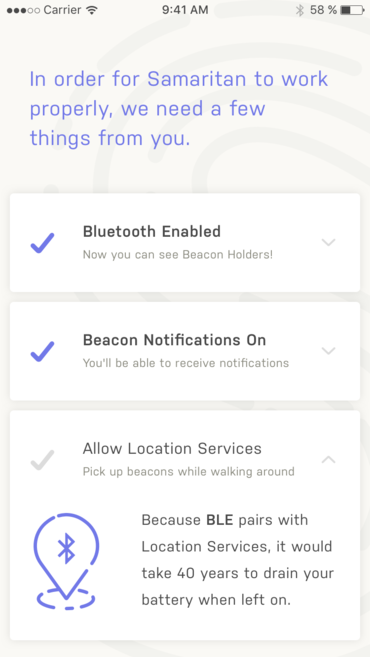 Carrier 9:41 AM 58 %
In order for Samaritan to work
properly, we need a few
things from you.
Bluetooth Enabled
Now you can see Beacon Holders!
Beacon Notifications On
You'll be able to receive notifications
Allow Location Services
Pick up beacons while walking around
Because BLE pairs with
Location Services, it would
take 40 years to drain your
battery when left on.